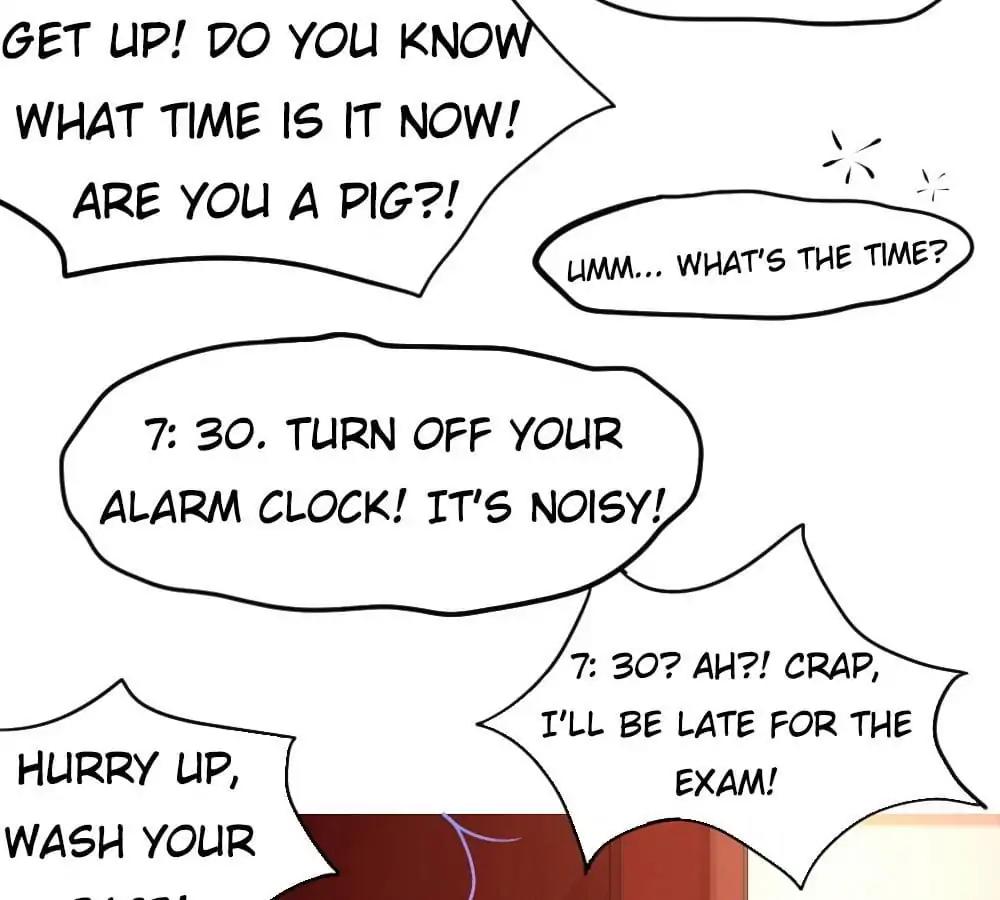 GET UP! DO YOU KNOW
WHAT TIME IS IT NOW!
ARE YOU A PIG?!
UMM... WHAT'S THE TIME?
7: 30. TURN OFF YOUR
ALARM CLOCK! IT'S NOISY!
7: 30? AH?! CRAP,
I'LL BE LATE FOR THE
EXAM!
HURRY UP,
WASH YOUR